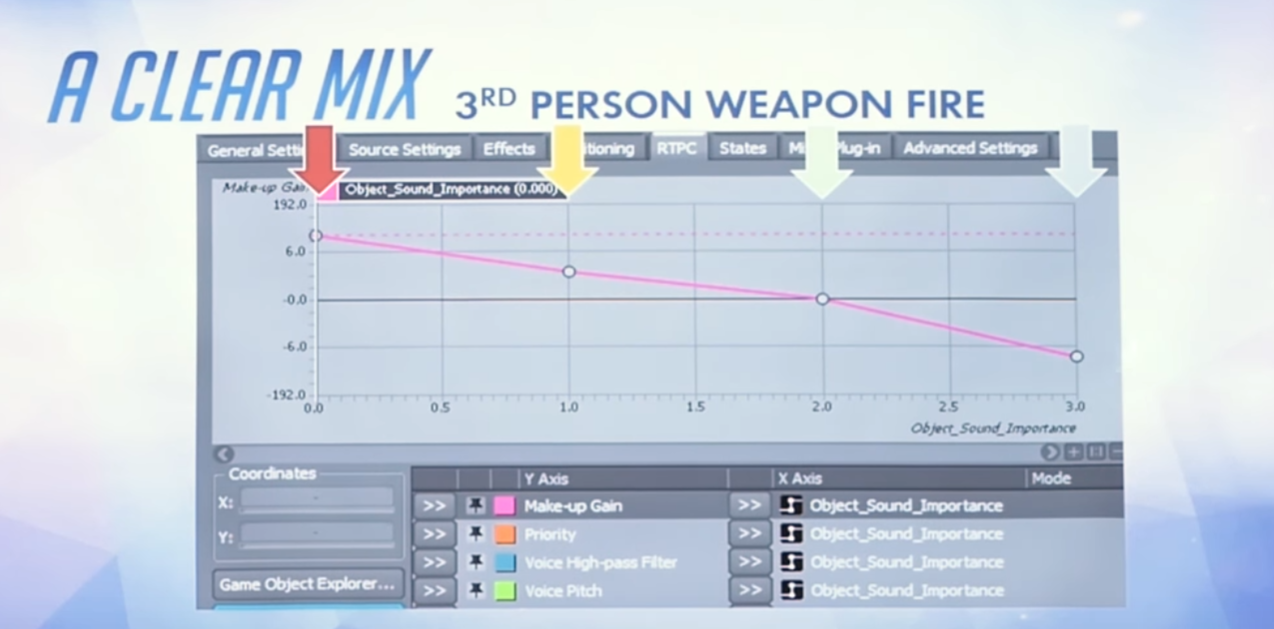 A CLEAR MIX 3RD PERSON WEAPON FIRE
General Setti Source Settings Effects itioning RTPC States Mi Plug-in Advanced Settings
Make-up Gain Object_Sound_Importance (0.000)
192.0
6.0
-0.0
-6.0
-192.0
0.0 0.5 1.0 1.5 2.0 2.5 3.0
Object_Sound_Importance
Coordinates
Y Axis X Axis Mode
X: -
>> Make-up Gain >> Object_Sound_Importance
Y: -
>> Priority >> Object_Sound_Importance
>> Voice High-pass Filter >> Object_Sound_Importance
Game Object Explorer...
>> Voice Pitch >> Object_Sound_Importance